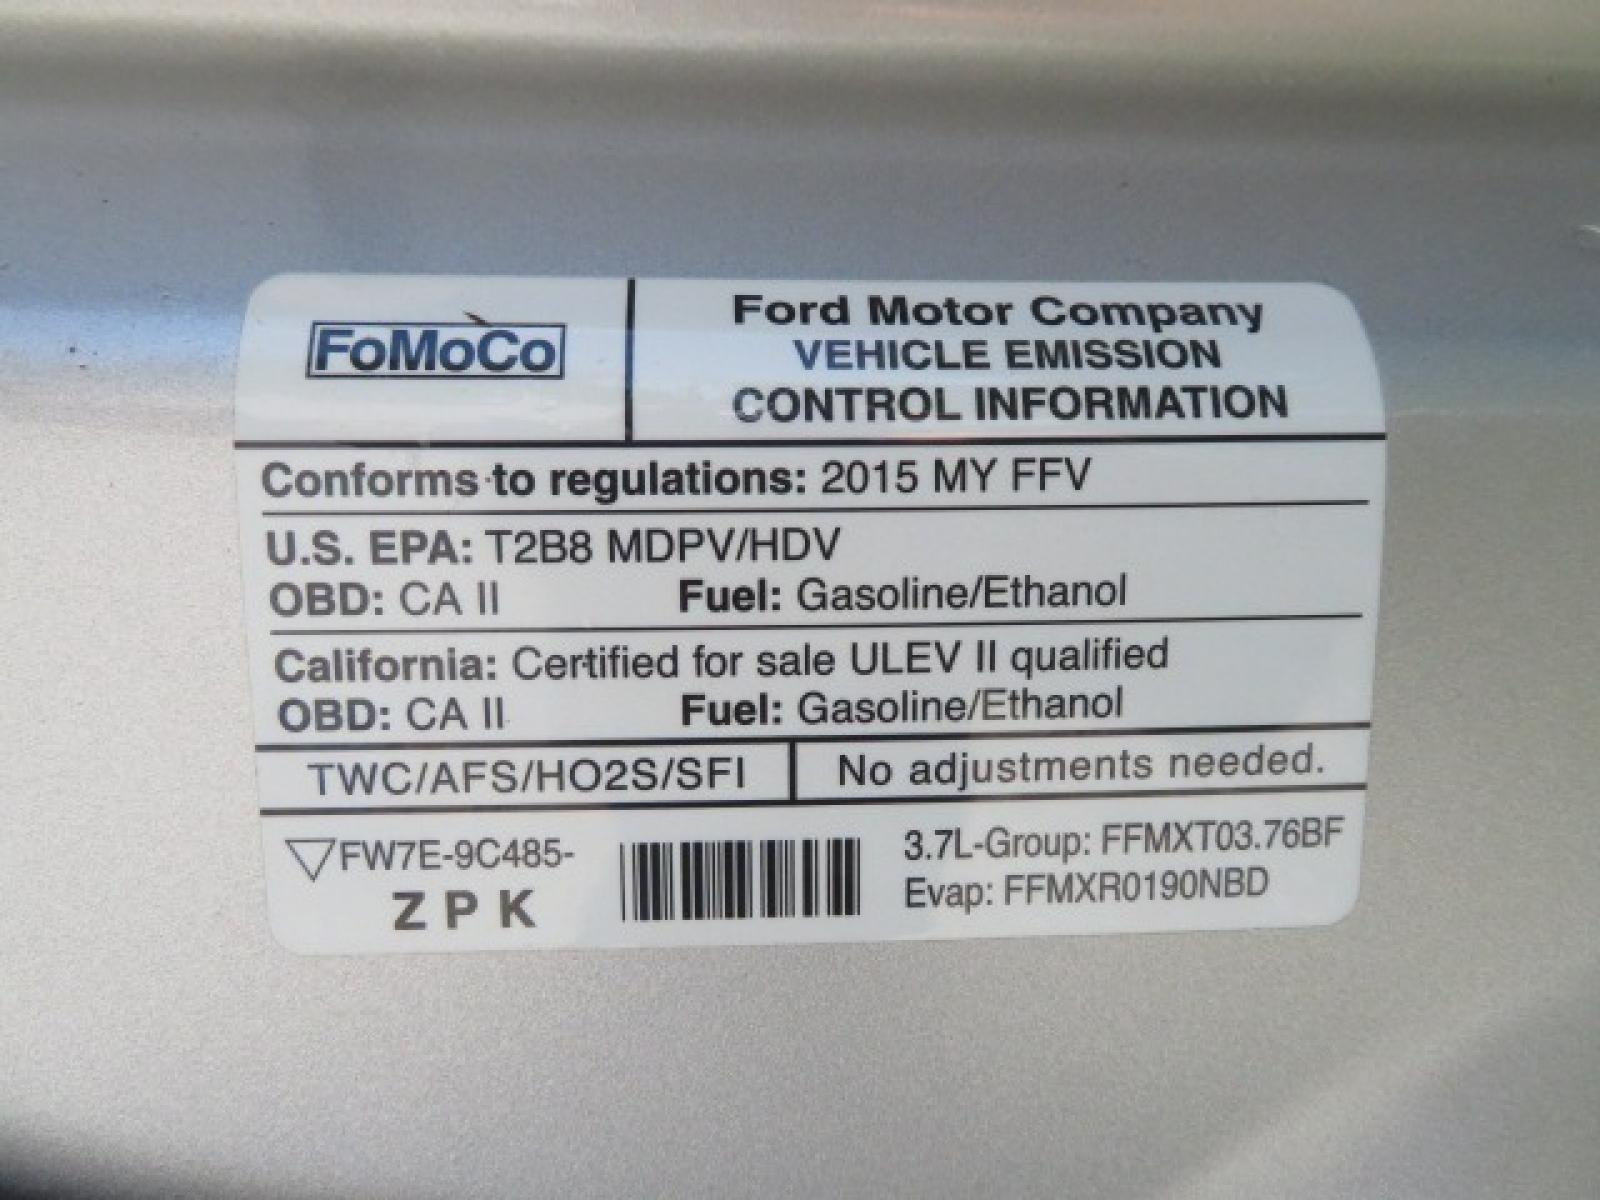 FoMoCo
Ford Motor Company
VEHICLE EMISSION
CONTROL INFORMATION
Conforms to regulations: 2015 MY FFV
U.S. EPA: T2B8 MDPV/HDV
OBD: CA II Fuel: Gasoline/Ethanol
California: Certified for sale ULEV II qualified
OBD: CA II Fuel: Gasoline/Ethanol
TWC/AFS/HO2S/SFI
No adjustments needed.
FW7E-9C485-
Z P K
3.7L-Group: FFMXT03.76BF
Evap: FFMXR0190NBD